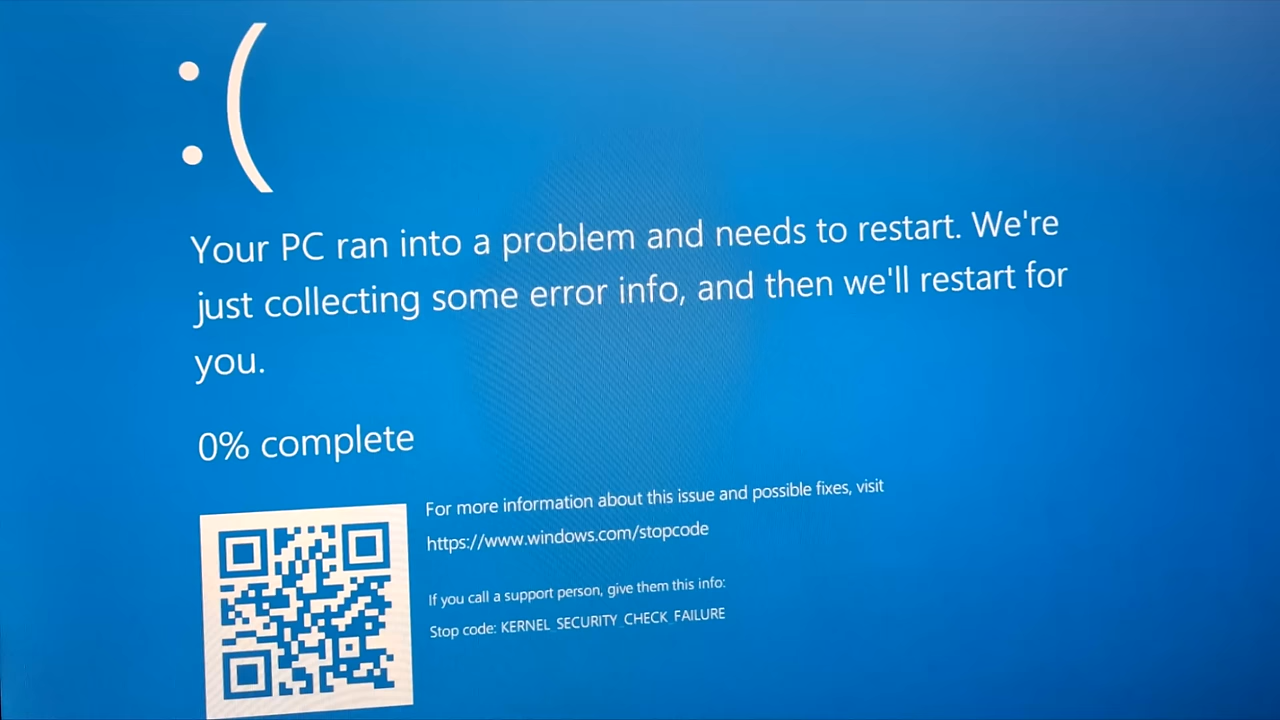 :(
Your PC ran into a problem and needs to restart. We're
just collecting some error info, and then we'll restart for
you.
0% complete
For more information about this issue and possible fixes, visit
https://www.windows.com/stopcode
If you call a support person, give them this info:
Stop code: KERNEL_SECURITY_CHECK_FAILURE